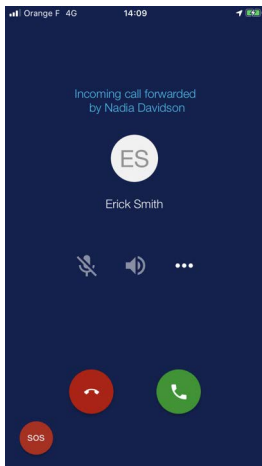 Orange F 4G 14:09
Incoming call forwarded
by Nadia Davidson
ES
Erick Smith
SOS